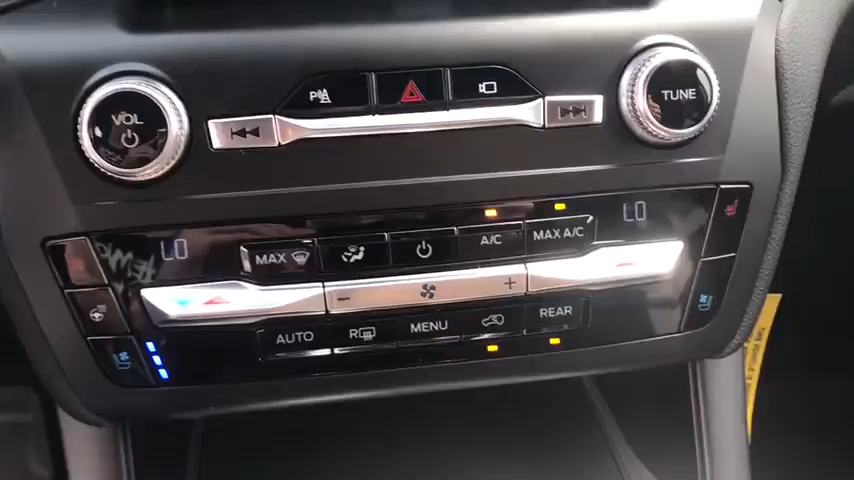 VOL
P
TUNE
LO
MAX
A/C
MAX A/C
LO
- +
AUTO
R
MENU
REAR